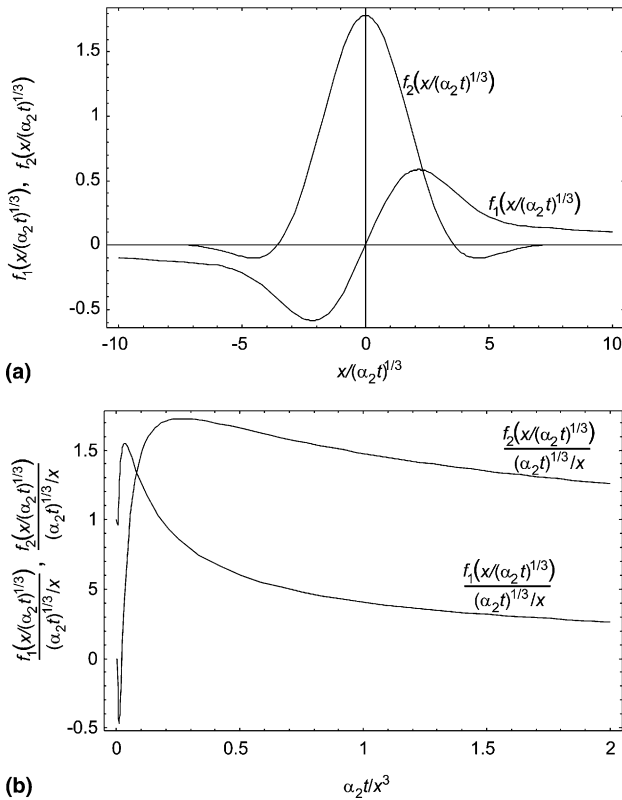 1.5
1
0.5
0
-0.5
f₁(x/(α₂t)^1/3), f₂(x/(α₂t)^1/3)
f₂(x/(α₂t)^1/3)
f₁(x/(α₂t)^1/3)
-10 -5 0 5 10
x/(α₂t)^1/3
(a)
1.5
1
5
0
-0.5
f₁(x/(α₂t)^1/3) / (α₂t)^1/3/x , f₂(x/(α₂t)^1/3) / (α₂t)^1/3/x
f₂(x/(α₂t)^1/3)
(α₂t)^1/3/x
f₁(x/(α₂t)^1/3)
(α₂t)^1/3/x
0 0.5 1 1.5 2
α₂t/x³
(b)